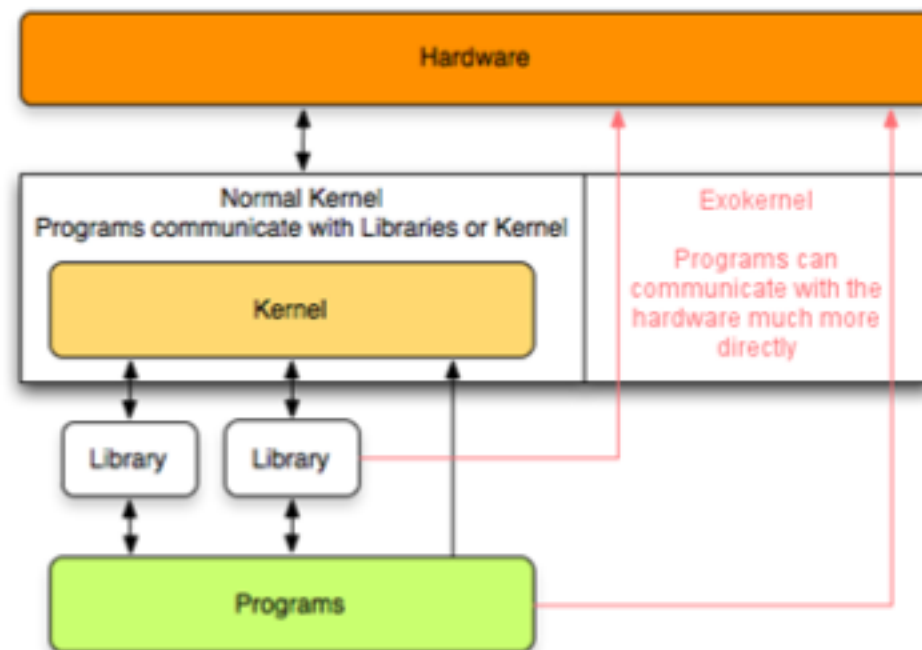 Hardware
Normal Kernel
Programs communicate with Libraries or Kernel
Kernel
Exokernel
Programs can
communicate with the
hardware much more
directly
Library
Library
Programs